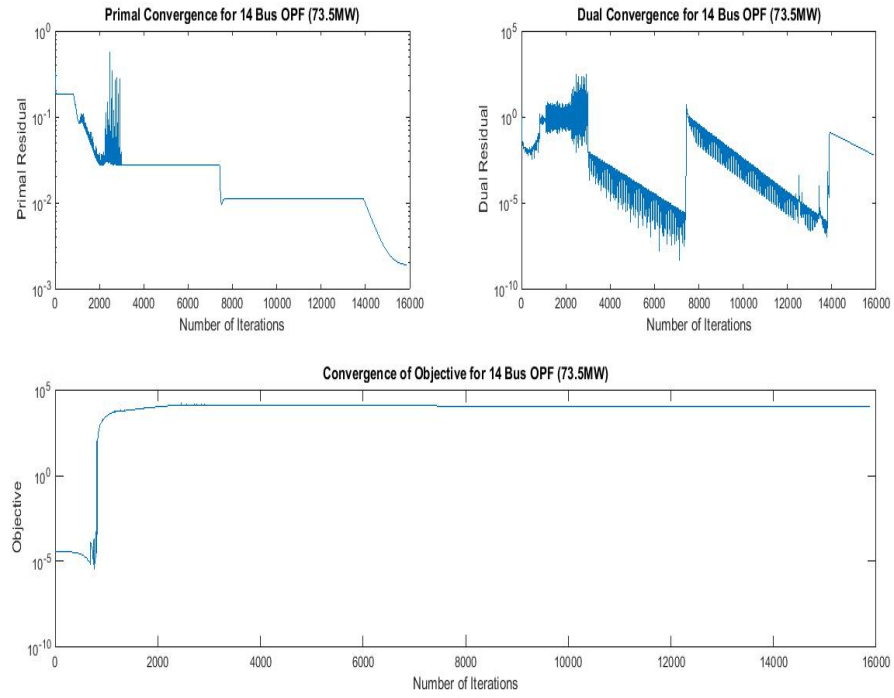 Primal Convergence for 14 Bus OPF (73.5MW)
10^0
10^-1
10^-2
10^-3
Primal Residual
0 2000 4000 6000 8000 10000 12000 14000 16000
Number of Iterations
Dual Convergence for 14 Bus OPF (73.5MW)
10^5
10^0
10^-5
10^-10
Dual Residual
0 2000 4000 6000 8000 10000 12000 14000 16000
Number of Iterations
Convergence of Objective for 14 Bus OPF (73.5MW)
10^5
10^0
10^-5
10^-10
Objective
0 2000 4000 6000 8000 10000 12000 14000 16000
Number of Iterations